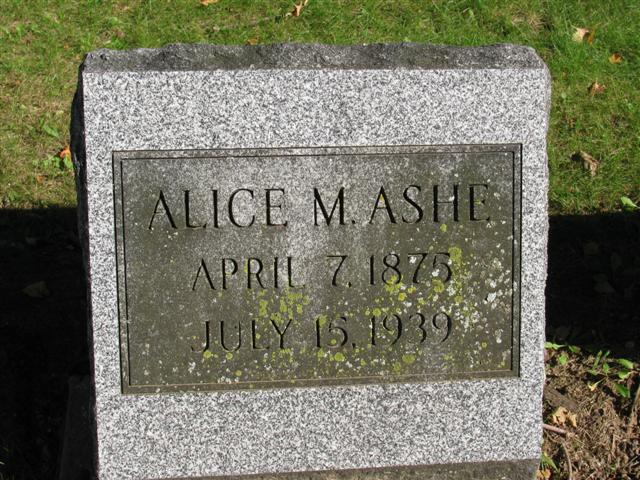 ALICE M. ASHE
APRIL 7, 1875
JULY 15, 1939